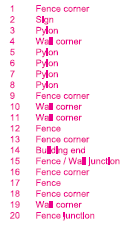 1 Fence corner
2 Sign
3 Pylon
4 Wall corner
5 Pylon
6 Pylon
7 Pylon
8 Pylon
9 Fence corner
10 Wall corner
11 Wall corner
12 Fence
13 Fence corner
14 Building end
15 Fence / Wall junction
16 Fence corner
17 Fence
18 Fence corner
19 Wall corner
20 Fence junction